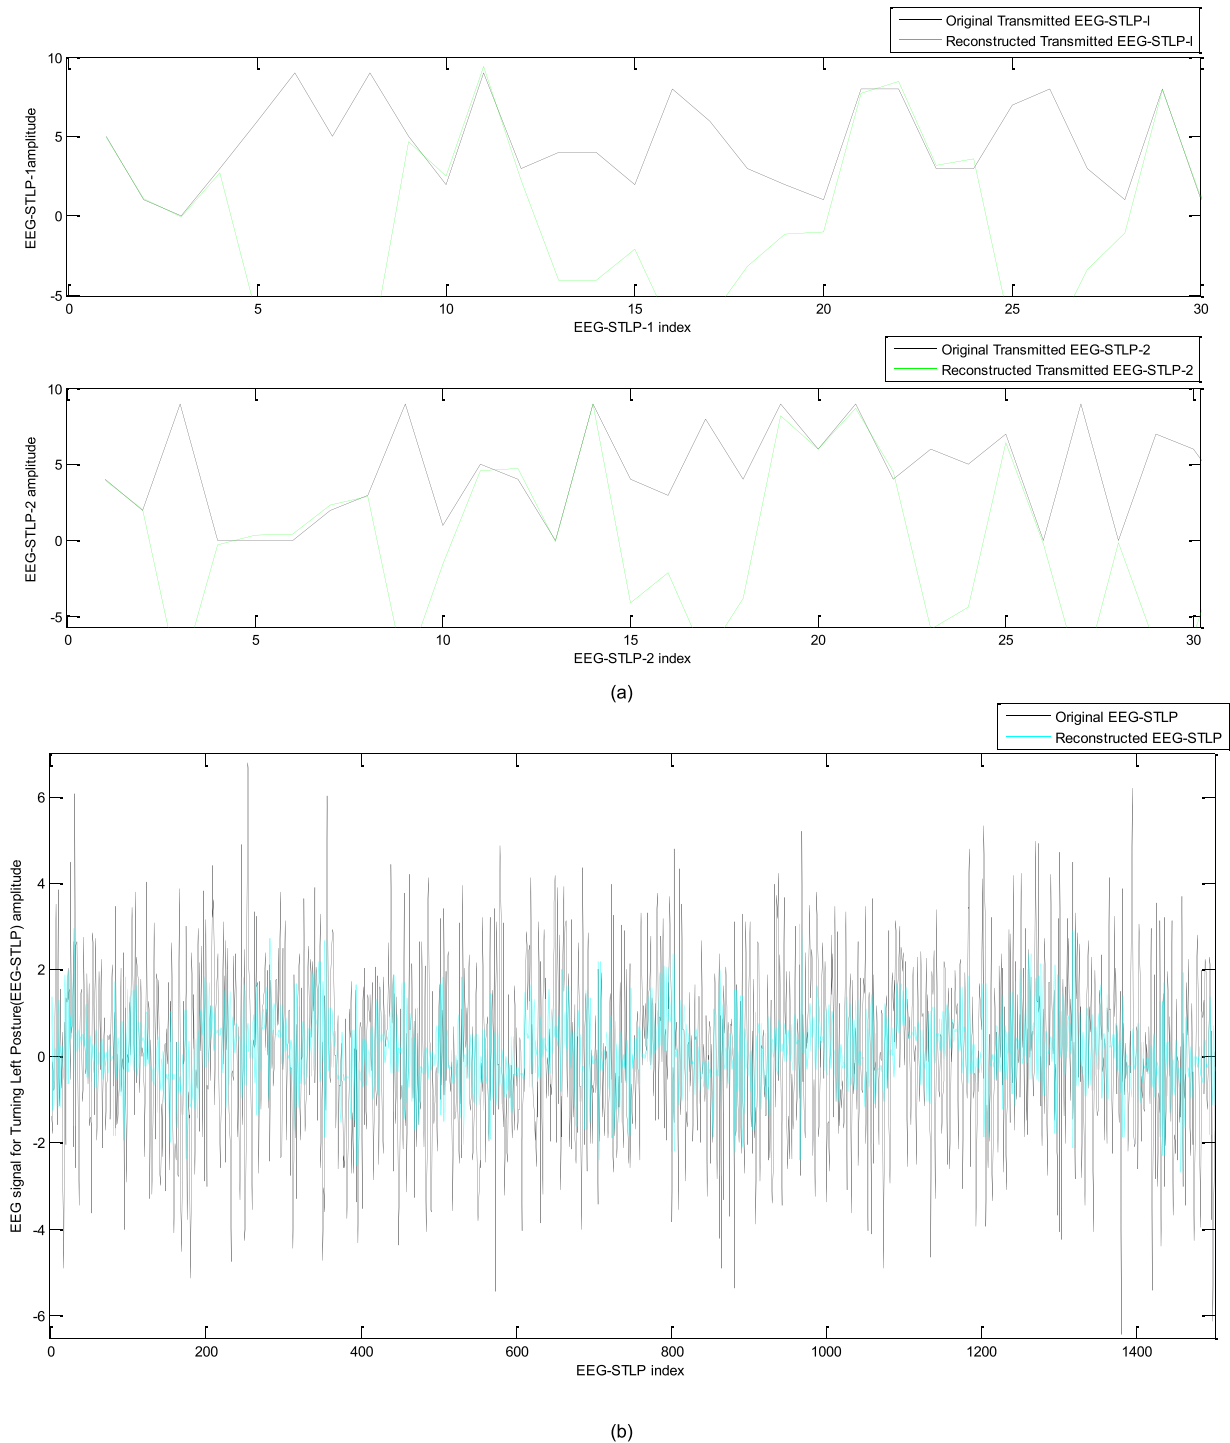 Original Transmitted EEG-STLP-I
Reconstructed Transmitted EEG-STLP-I
10
5
0
-5
EEG-STLP-1amplitude
0 5 10 15 20 25 30
EEG-STLP-1 index
Original Transmitted EEG-STLP-2
Reconstructed Transmitted EEG-STLP-2
10
5
0
-5
EEG-STLP-2 amplitude
0 5 10 15 20 25 30
EEG-STLP-2 index
(a)
Original EEG-STLP
Reconstructed EEG-STLP
6
4
2
0
-2
-4
-6
EEG signal for Turning Left Posture(EEG-STLP) amplitude
0 200 400 600 800 1000 1200 1400
EEG-STLP index
(b)